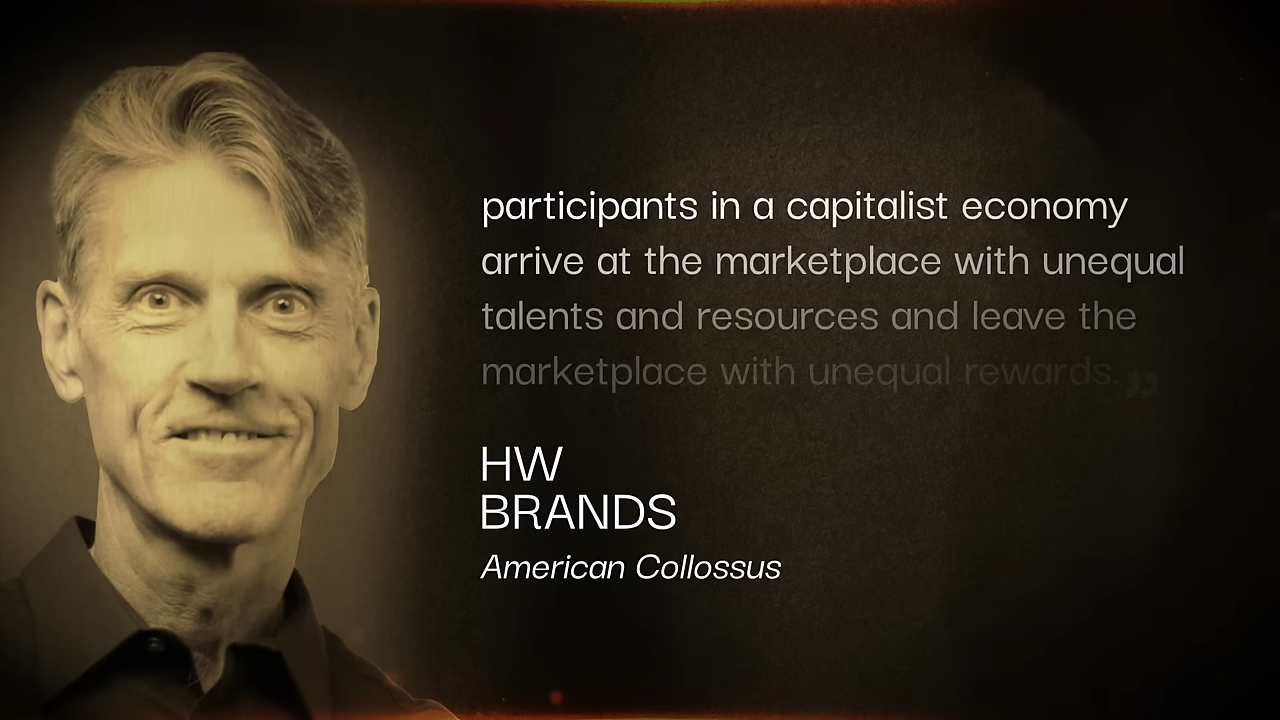 participants in a capitalist economy
arrive at the marketplace with unequal
talents and resources and leave the
marketplace with unequal rewards.”
HW
BRANDS
American Collossus